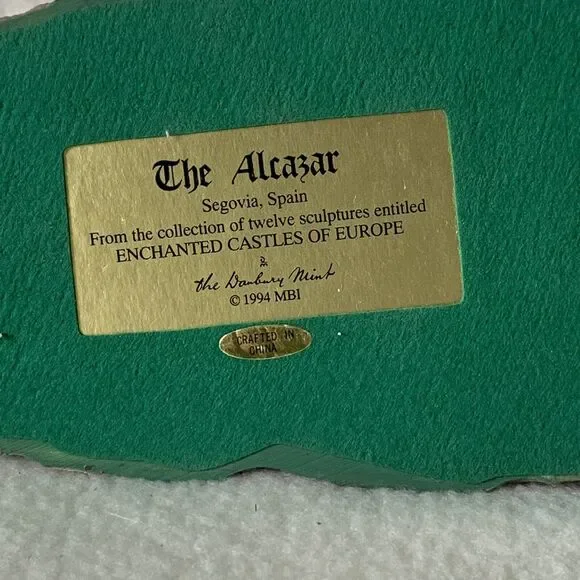 The Alcazar
Segovia, Spain
From the collection of twelve sculptures entitled
ENCHANTED CASTLES OF EUROPE
The Danbury Mint
© 1994 MBI
CRAFTED IN
CHINA